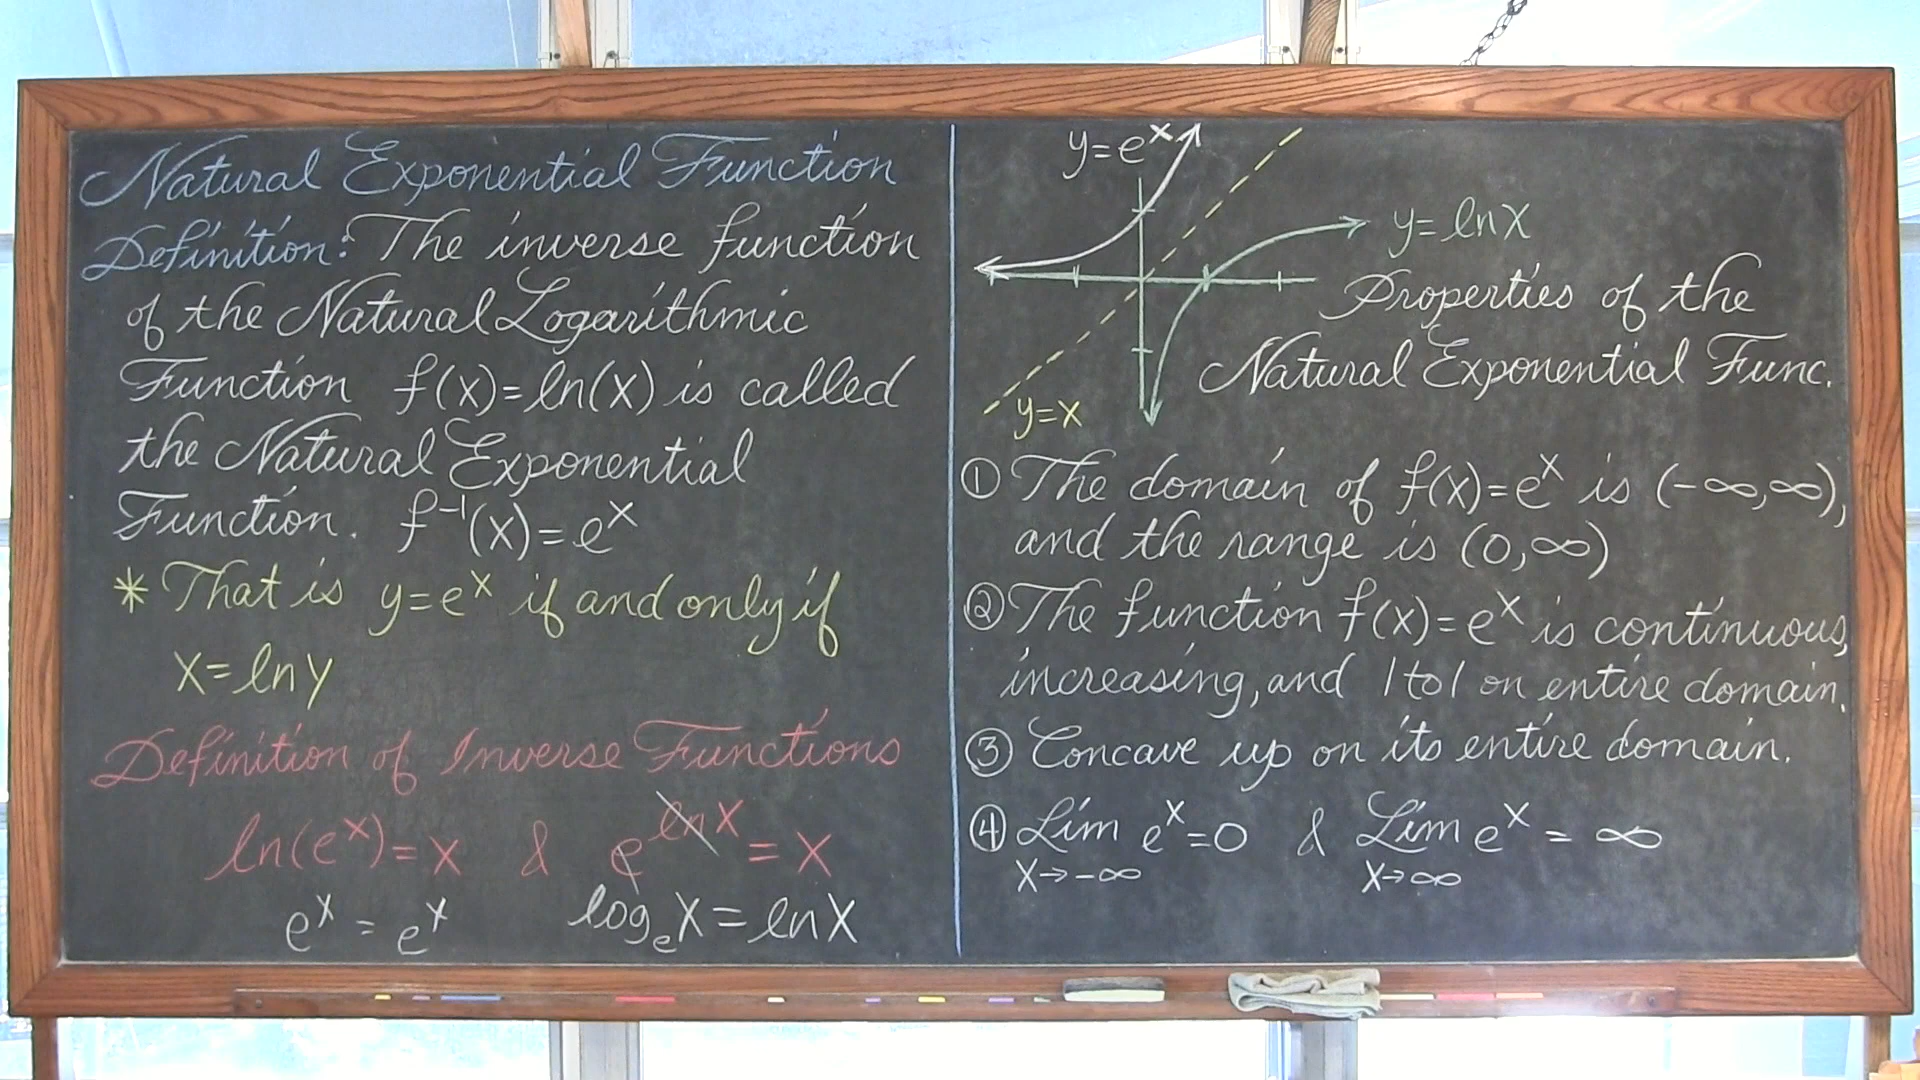 Natural Exponential Function
Definition: The inverse function
of the Natural Logarithmic
Function f(x)=ln(x) is called
the Natural Exponential
Function. f⁻¹(x)=eˣ
* That is y=eˣ if and only if
x=ln y
Definition of Inverse Functions
ln(eˣ)=x & e^(ln x)=x
eˣ=eˣ logₑx=ln x
y=eˣ
y=ln x
y=x
Properties of the
Natural Exponential Func.
① The domain of f(x)=eˣ is (-∞,∞),
and the range is (0,∞)
② The function f(x)=eˣ is continuous,
increasing, and 1 to 1 on entire domain.
③ Concave up on its entire domain.
④ Lim eˣ=0 & Lim eˣ=∞
x→-∞ x→∞